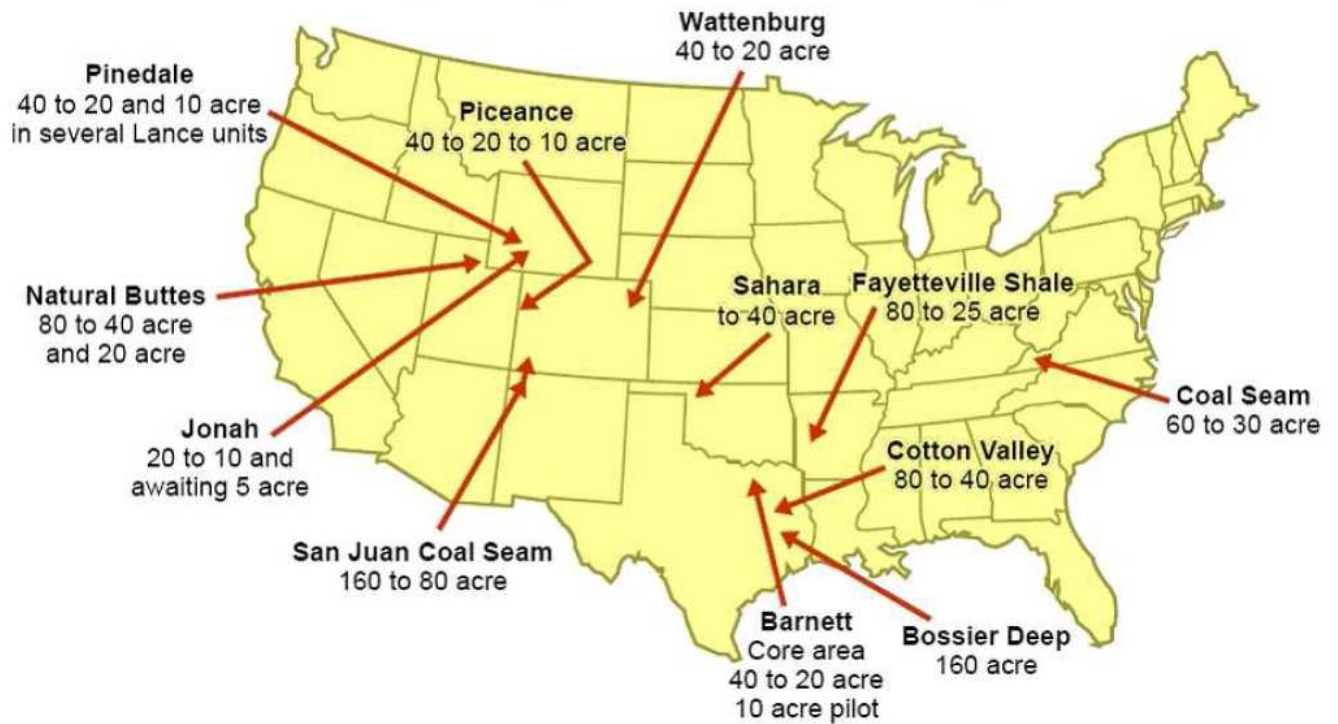 Wattenburg
40 to 20 acre
Pinedale
40 to 20 and 10 acre
in several Lance units
Piceance
40 to 20 to 10 acre
Natural Buttes
80 to 40 acre
and 20 acre
Sahara
to 40 acre
Fayetteville Shale
80 to 25 acre
Coal Seam
60 to 30 acre
Jonah
20 to 10 and
awaiting 5 acre
Cotton Valley
80 to 40 acre
San Juan Coal Seam
160 to 80 acre
Barnett
Core area
40 to 20 acre
10 acre pilot
Bossier Deep
160 acre